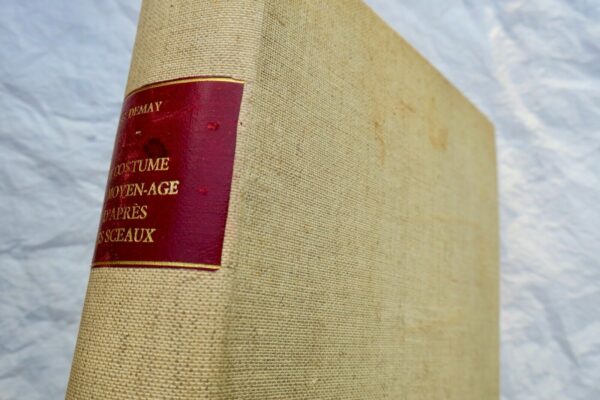 G. DEMAY
COSTUME
MOYEN-AGE
D'APRÈS
SCEAUX